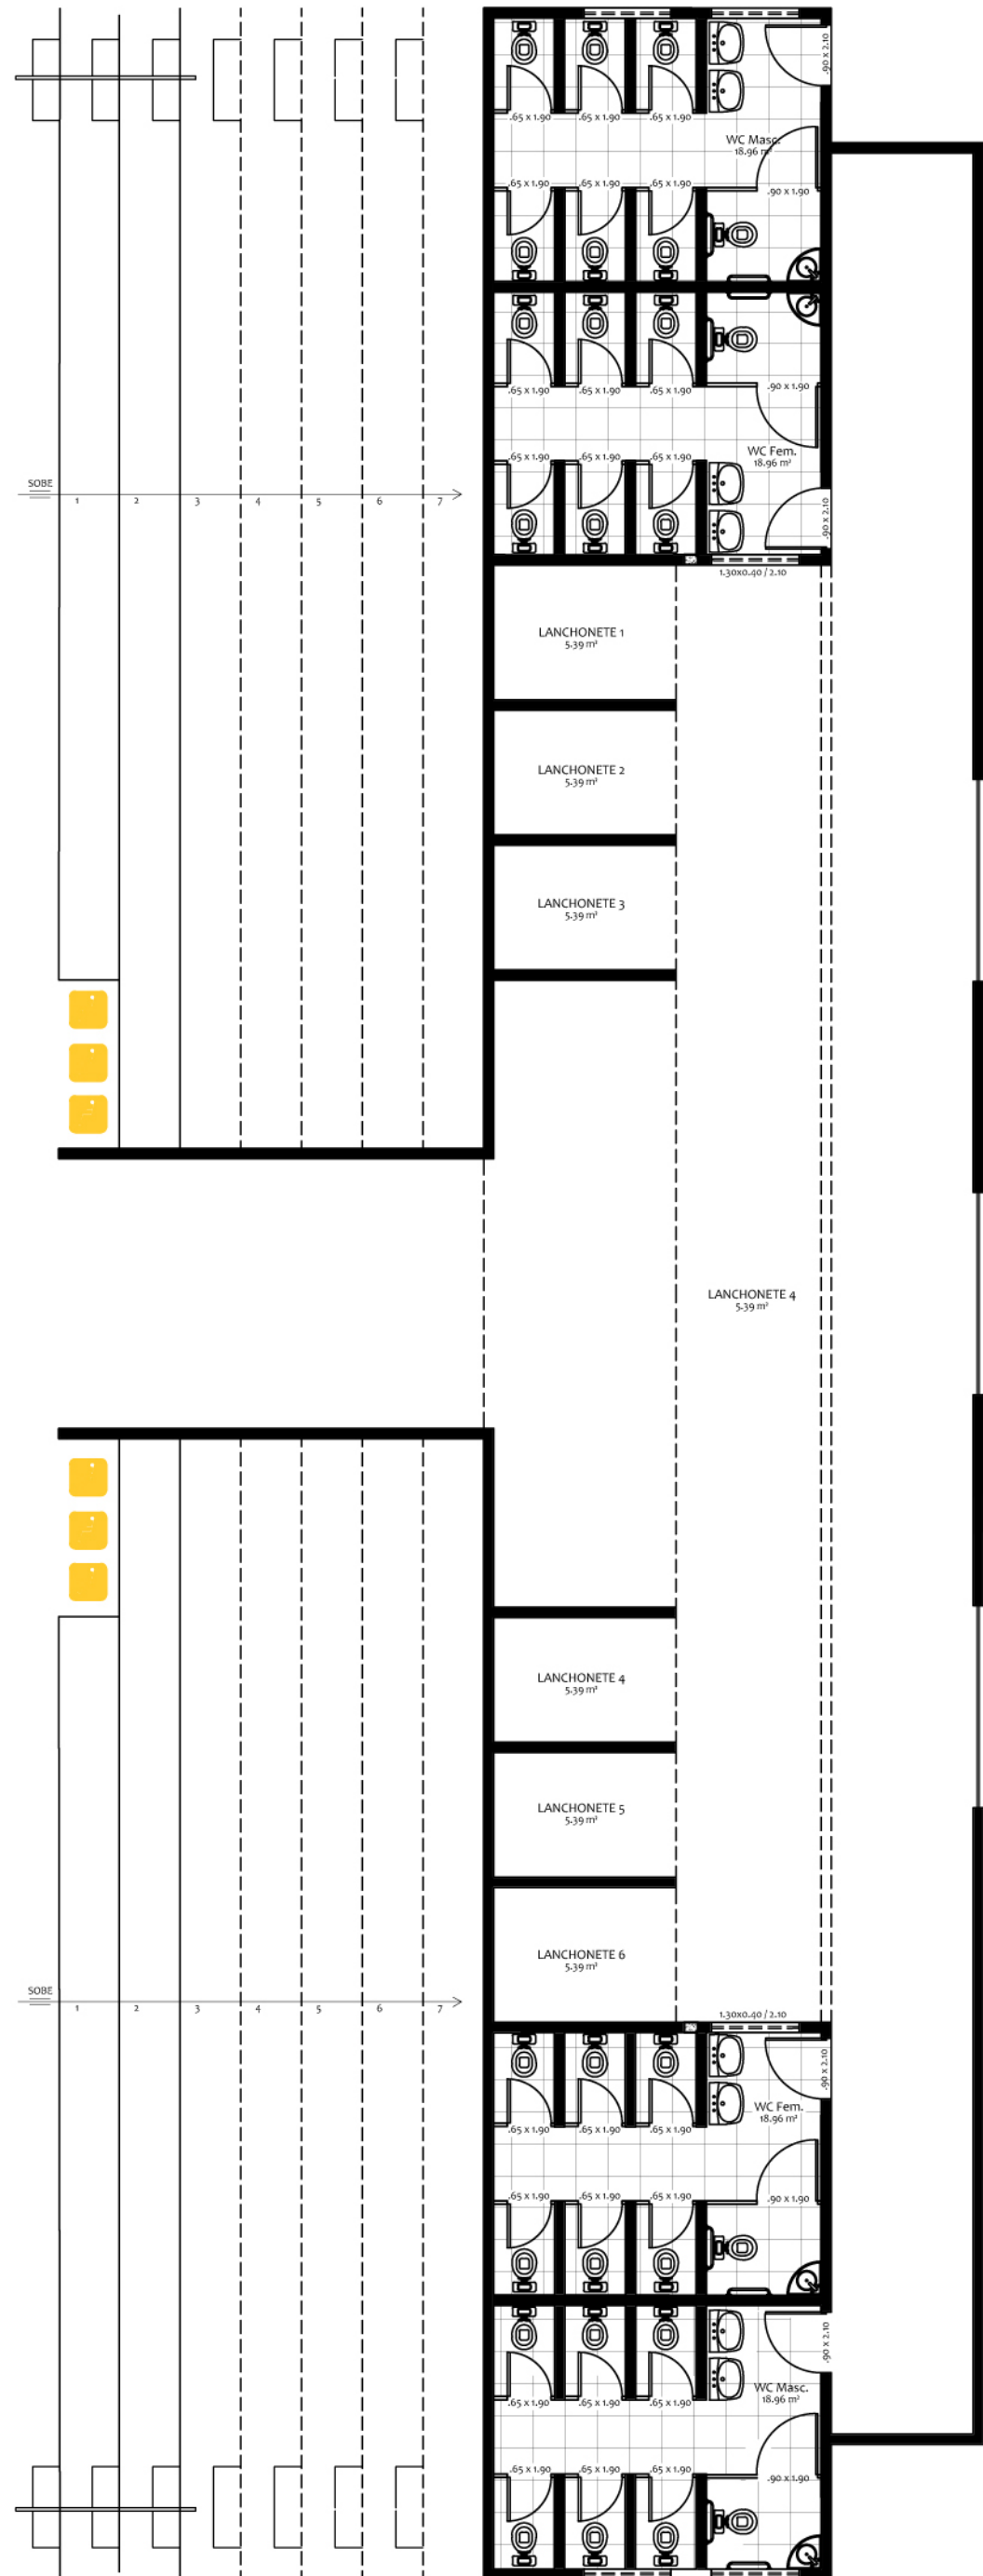 .90 x 2.10
.65 x 1.90
.65 x 1.90
.65 x 1.90
WC Masc.
18.96 m²
.65 x 1.90
.65 x 1.90
.65 x 1.90
.90 x 1.90
.65 x 1.90
.65 x 1.90
.65 x 1.90
.90 x 1.90
WC Fem.
18.96 m²
.65 x 1.90
.65 x 1.90
.65 x 1.90
SOBE
1 2 3 4 5 6 7
.90 x 2.10
1.30x0.40 / 2.10
LANCHONETE 1
5.39 m²
LANCHONETE 2
5.39 m²
LANCHONETE 3
5.39 m²
LANCHONETE 4
5.39 m²
LANCHONETE 4
5.39 m²
LANCHONETE 5
5.39 m²
LANCHONETE 6
5.39 m²
SOBE
1 2 3 4 5 6 7
1.30x0.40 / 2.10
.90 x 2.10
WC Fem.
18.96 m²
.65 x 1.90
.65 x 1.90
.65 x 1.90
.65 x 1.90
.65 x 1.90
.65 x 1.90
.90 x 1.90
.90 x 2.10
WC Masc.
18.96 m²
.65 x 1.90
.65 x 1.90
.65 x 1.90
.65 x 1.90
.65 x 1.90
.65 x 1.90
.90 x 1.90